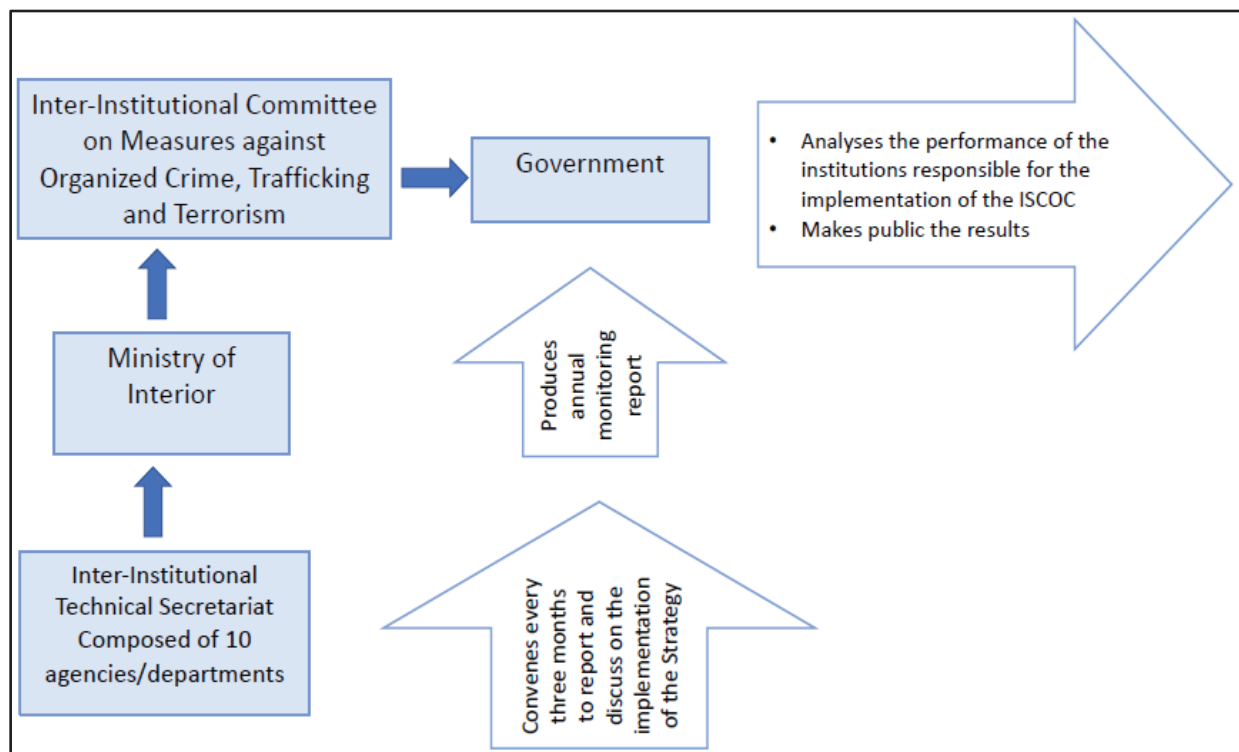 Inter-Institutional Committee
on Measures against
Organized Crime, Trafficking
and Terrorism
Government
• Analyses the performance of the
institutions responsible for the
implementation of the ISCOC
• Makes public the results
Ministry of
Interior
Produces
annual
monitoring
report
Inter-Institutional
Technical Secretariat
Composed of 10
agencies/departments
Convenes every
three months
to report and
discuss on the
implementation
of the Strategy